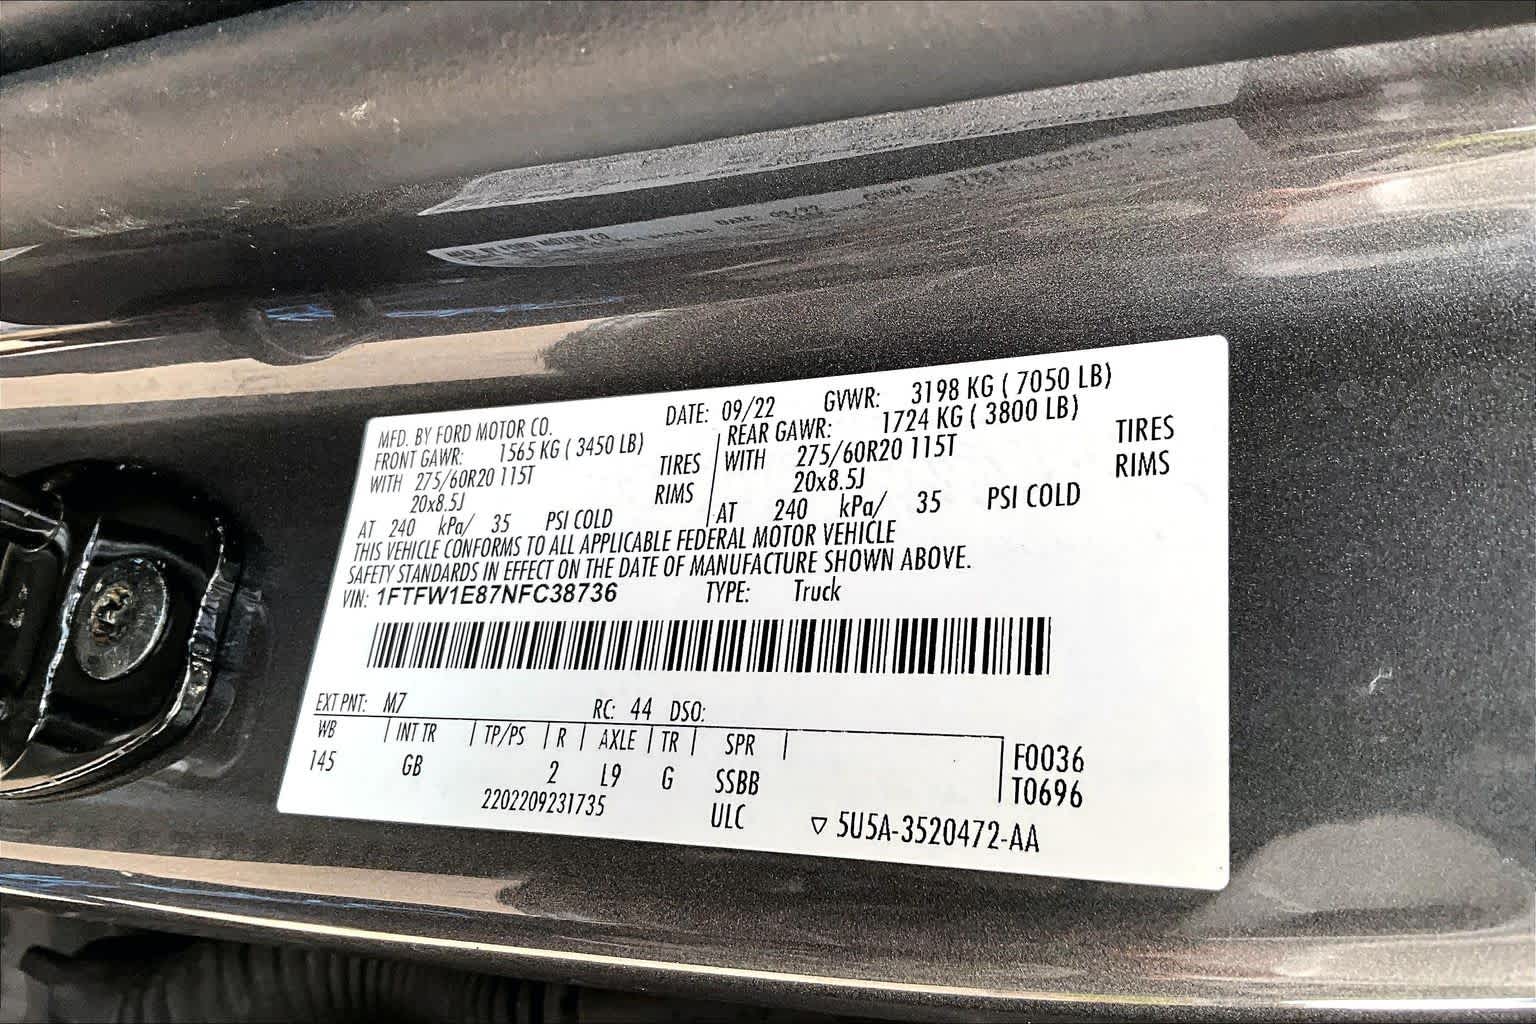 MFD. BY FORD MOTOR CO. DATE: 09/22 GVWR: 3198 KG ( 7050 LB)
FRONT GAWR: 1565 KG ( 3450 LB) REAR GAWR: 1724 KG ( 3800 LB)
WITH 275/60R20 115T TIRES WITH 275/60R20 115T TIRES
20x8.5J RIMS 20x8.5J RIMS
AT 240 kPa/ 35 PSI COLD AT 240 kPa/ 35 PSI COLD
THIS VEHICLE CONFORMS TO ALL APPLICABLE FEDERAL MOTOR VEHICLE
SAFETY STANDARDS IN EFFECT ON THE DATE OF MANUFACTURE SHOWN ABOVE.
VIN: 1FTFW1E87NFC38736 TYPE: Truck
EXT PNT: M7 RC: 44 DSO:
WB INT TR TP/PS R AXLE TR SPR F0036
145 GB 2 L9 G SSBB T0696
2202209231735 ULC ▽ 5U5A-3520472-AA